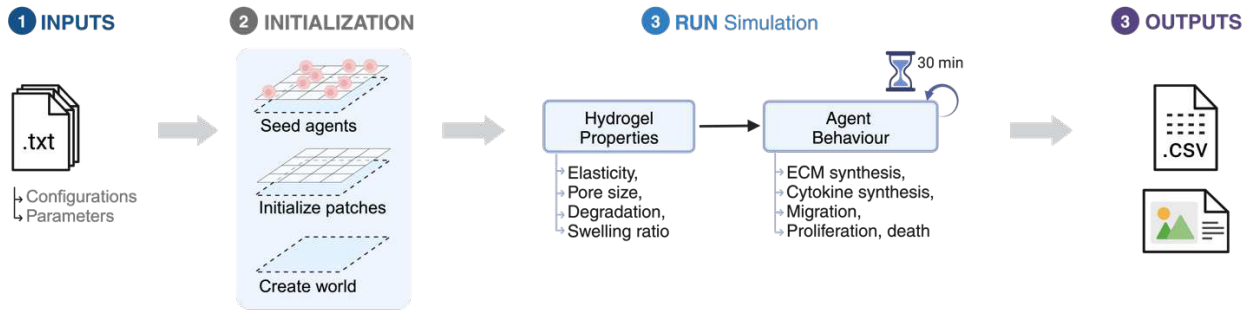 1 INPUTS
.txt
Configurations
Parameters
2 INITIALIZATION
Seed agents
Initialize patches
Create world
3 RUN Simulation
30 min
Hydrogel
Properties
Elasticity,
Pore size,
Degradation,
Swelling ratio
Agent
Behaviour
ECM synthesis,
Cytokine synthesis,
Migration,
Proliferation, death
3 OUTPUTS
.CSV